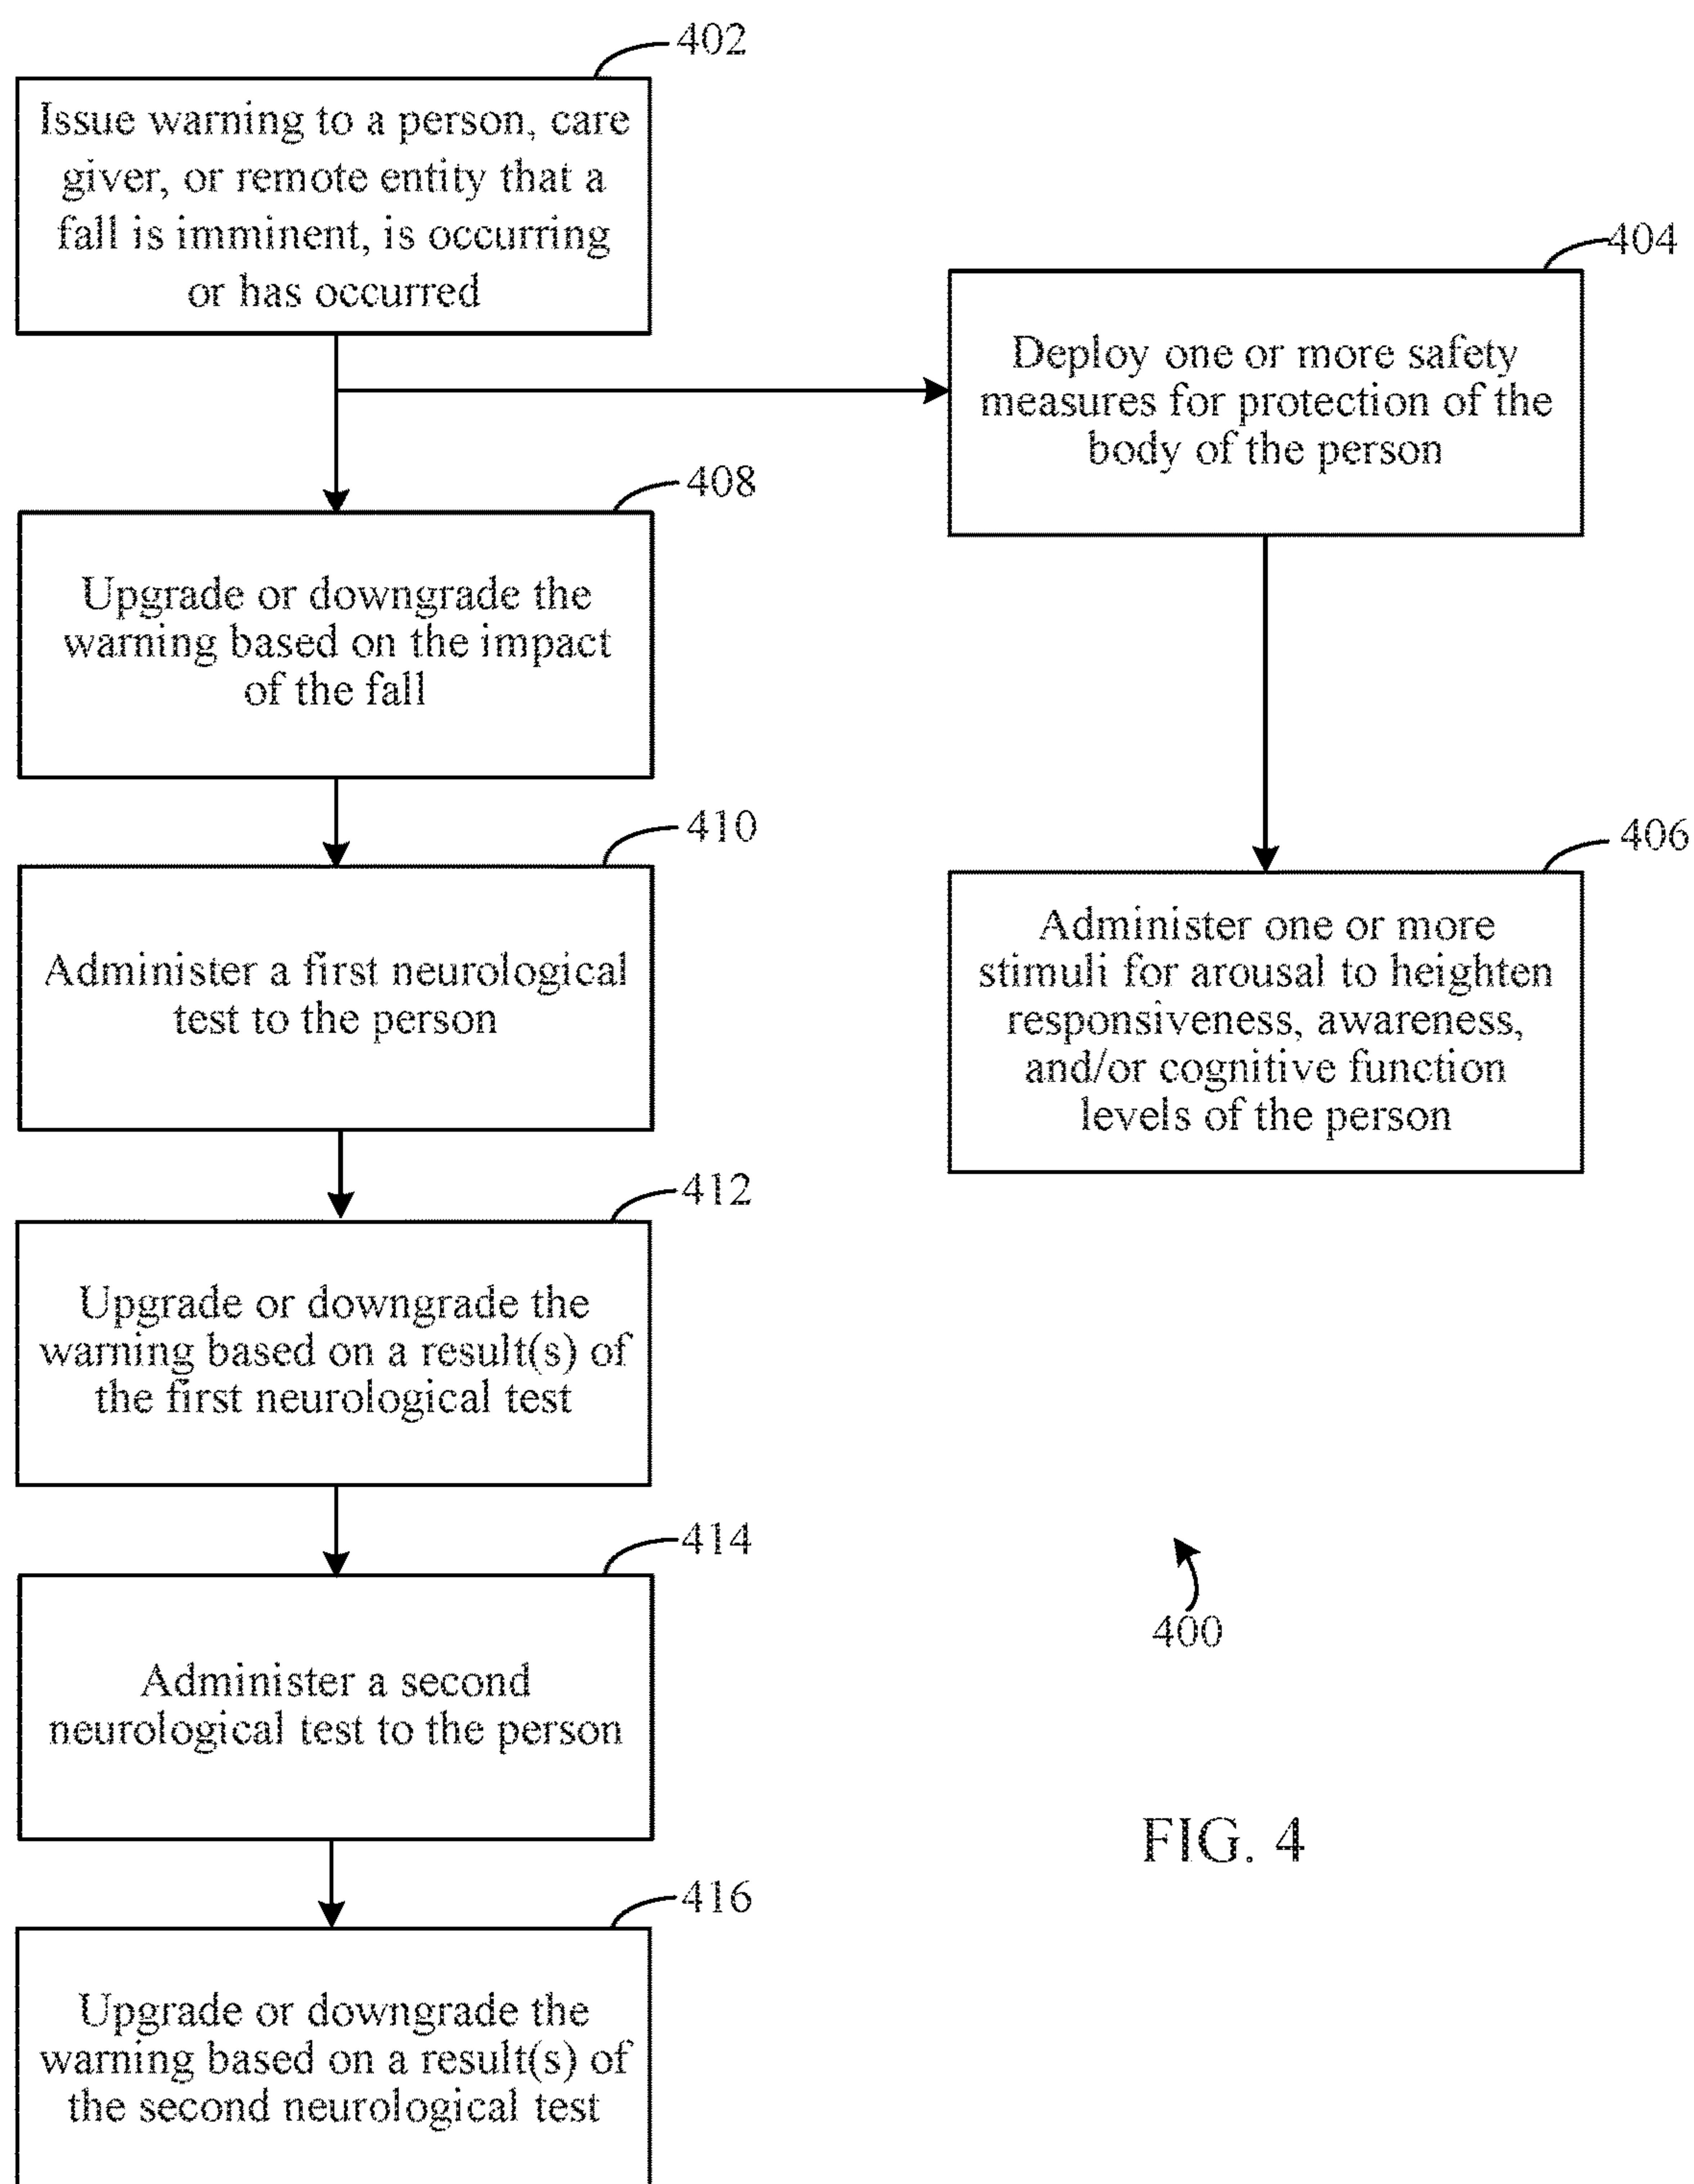 402
Issue warning to a person, care
giver, or remote entity that a
fall is imminent, is occurring
or has occurred
404
Deploy one or more safety
measures for protection of the
body of the person
408
Upgrade or downgrade the
warning based on the impact
of the fall
410
Administer a first neurological
test to the person
406
Administer one or more
stimuli for arousal to heighten
responsiveness, awareness,
and/or cognitive function
levels of the person
412
Upgrade or downgrade the
warning based on a result(s) of
the first neurological test
414
Administer a second
neurological test to the person
400
FIG. 4
416
Upgrade or downgrade the
warning based on a result(s) of
the second neurological test